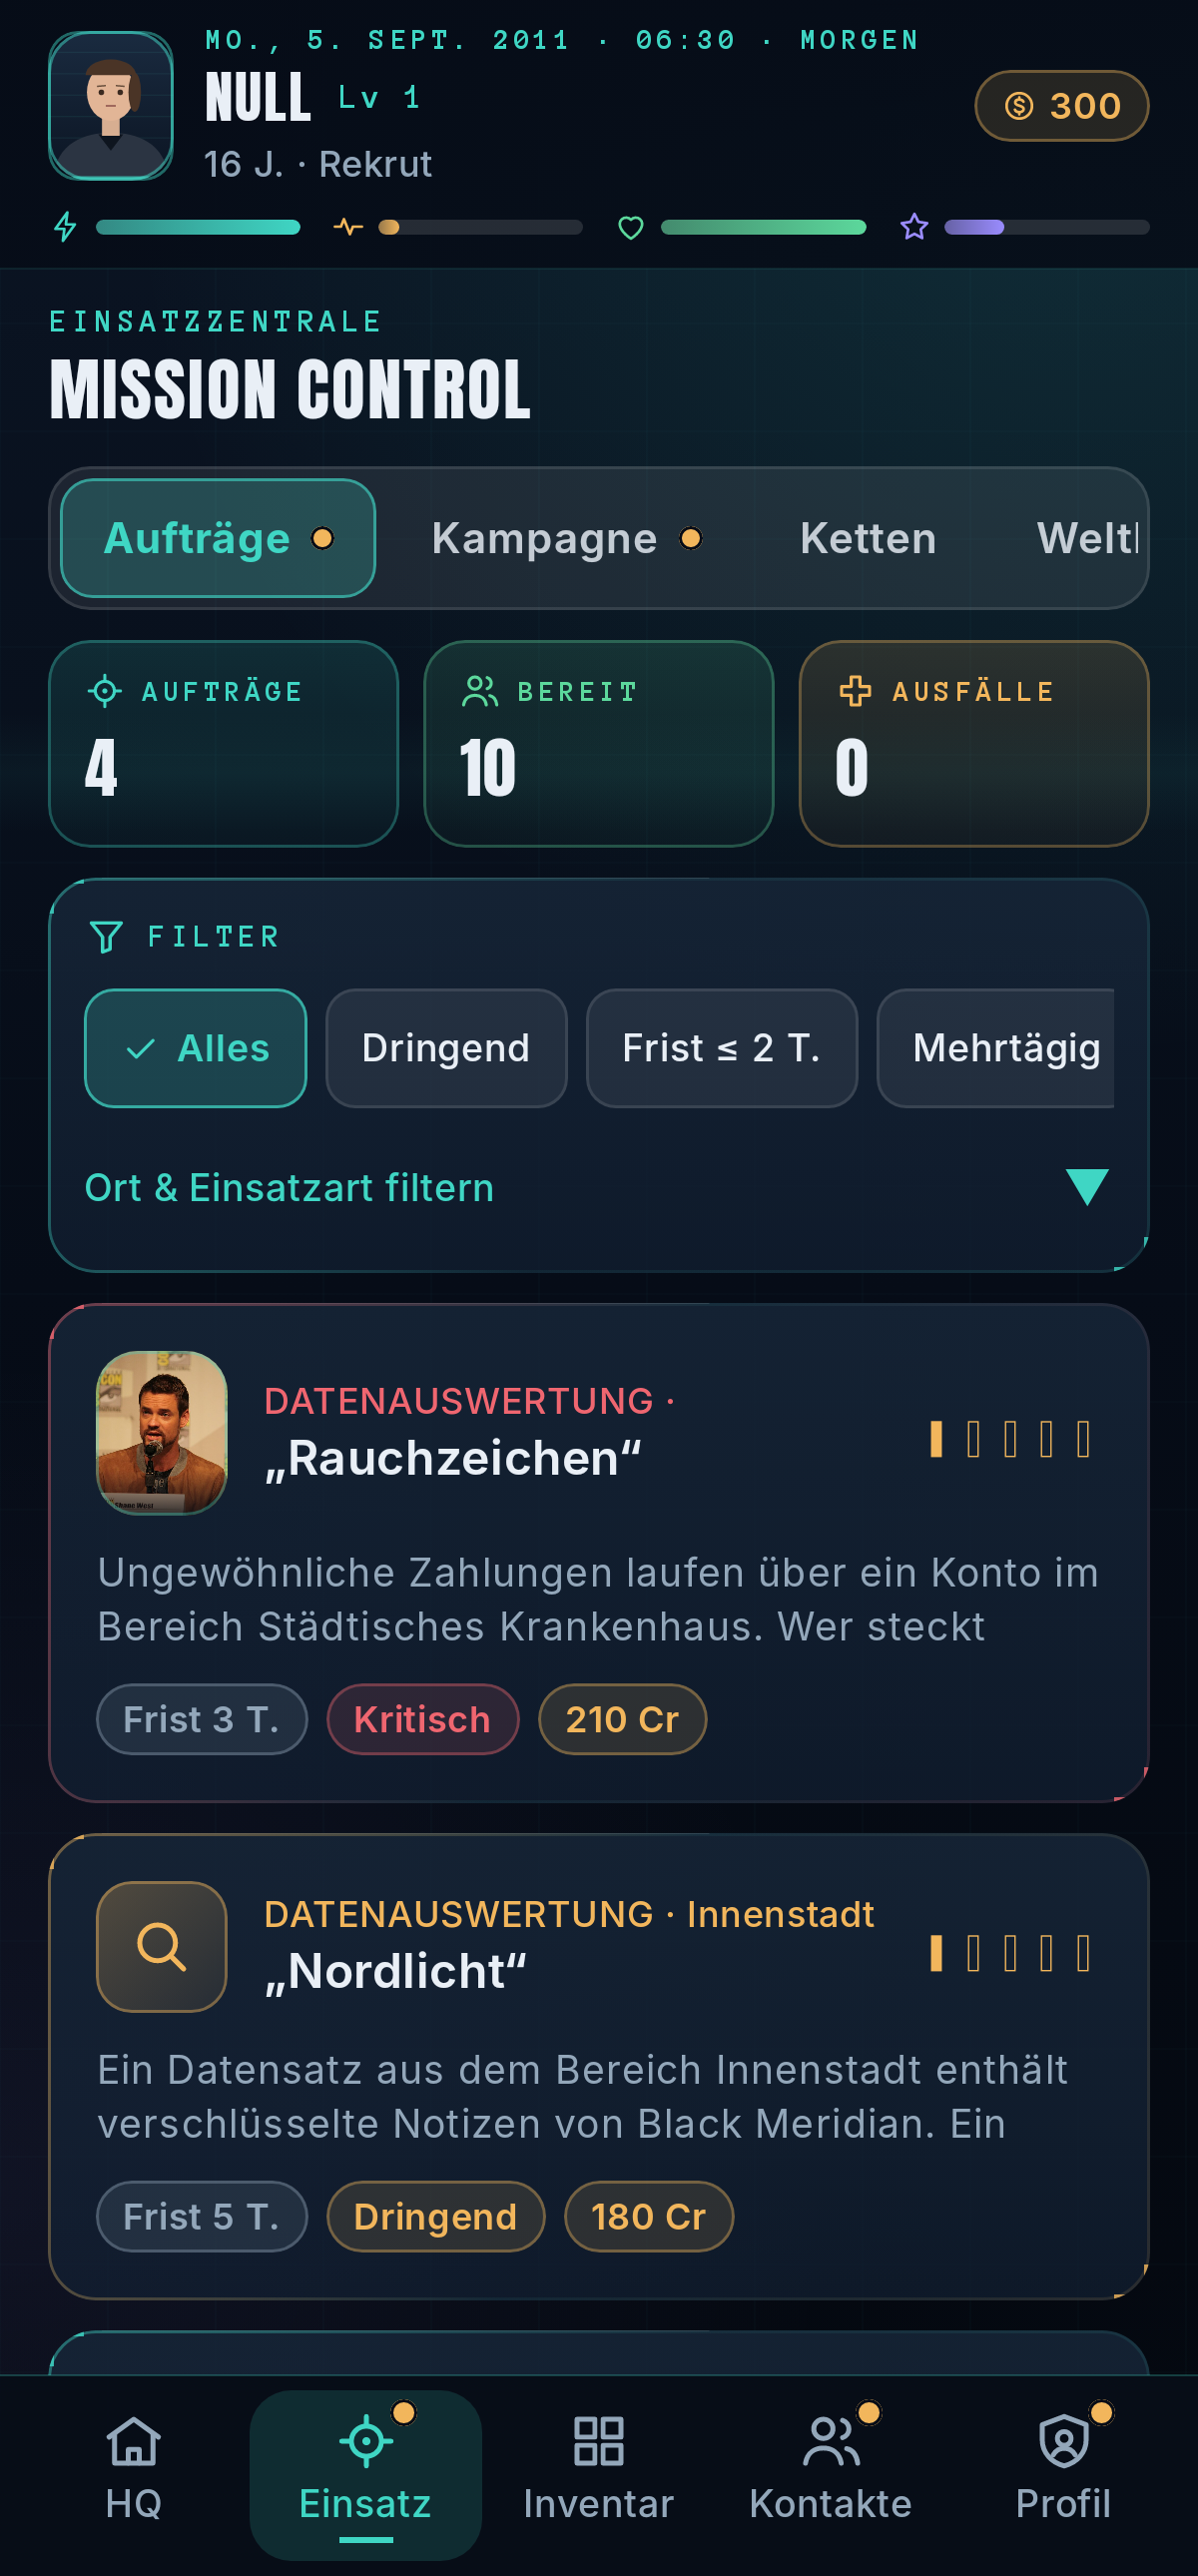 MO., 5. SEPT. 2011 · 06:30 · MORGEN
NULL Lv 1
300
16 J. · Rekrut
EINSATZZENTRALE
MISSION CONTROL
Aufträge
Kampagne
Ketten
AUFTRÄGE
BEREIT
AUSFÄLLE
4
10
0
FILTER
Alles
Dringend
Frist ≤ 2 T.
Mehrtägig
Ort & Einsatzart filtern
DATENAUSWERTUNG ·
„Rauchzeichen“
Shane West
Ungewöhnliche Zahlungen laufen über ein Konto im
Bereich Städtisches Krankenhaus. Wer steckt
Frist 3 T.
Kritisch
210 Cr
DATENAUSWERTUNG · Innenstadt
„Nordlicht“
Ein Datensatz aus dem Bereich Innenstadt enthält
verschlüsselte Notizen von Black Meridian. Ein
Frist 5 T.
Dringend
180 Cr
HQ
Einsatz
Inventar
Kontakte
Profil